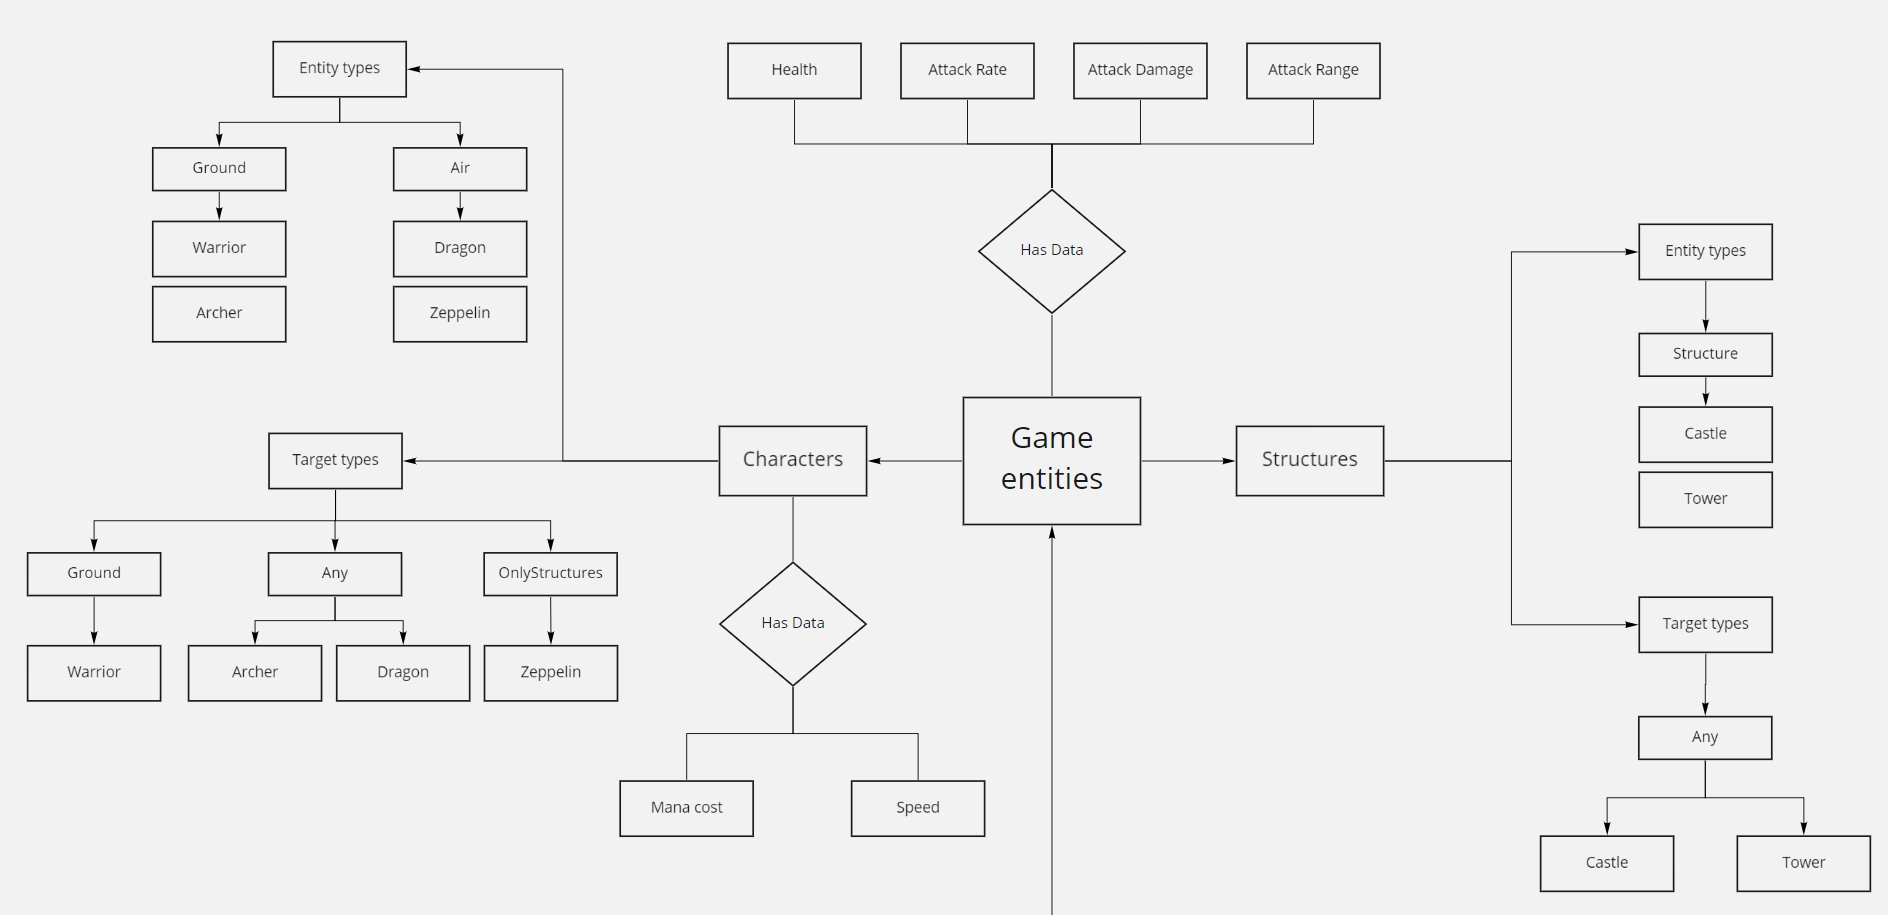 Entity types
Health
Attack Rate
Attack Damage
Attack Range
Ground
Air
Warrior
Dragon
Has Data
Entity types
Archer
Zeppelin
Structure
Castle
Target types
Characters
Game
entities
Structures
Tower
Ground
Any
OnlyStructures
Has Data
Target types
Warrior
Archer
Dragon
Zeppelin
Any
Mana cost
Speed
Castle
Tower